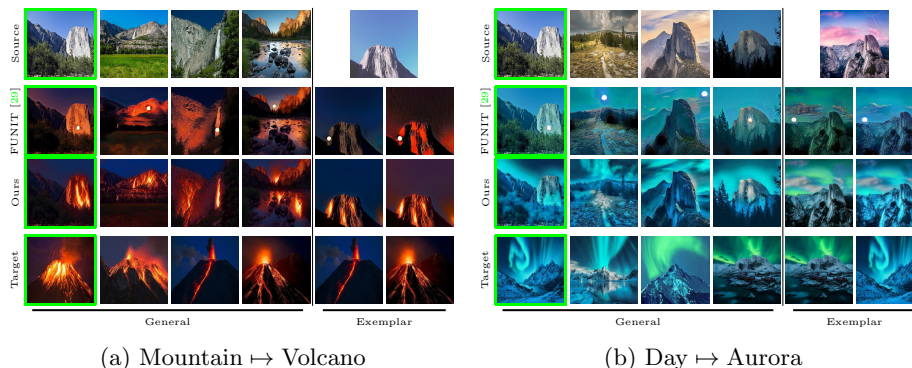 Source
FUNIT [29]
Ours
Target
General
Exemplar
(a) Mountain ↦ Volcano
Source
FUNIT [29]
Ours
Target
General
Exemplar
(b) Day ↦ Aurora